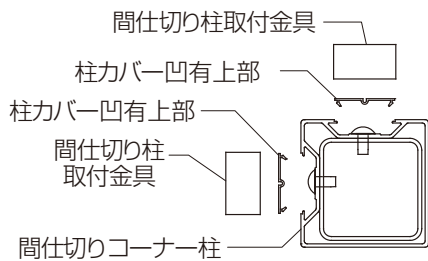 間仕切り柱取付金具
柱カバー凹有上部
柱カバー凹有上部
間仕切り柱
取付金具
間仕切りコーナー柱